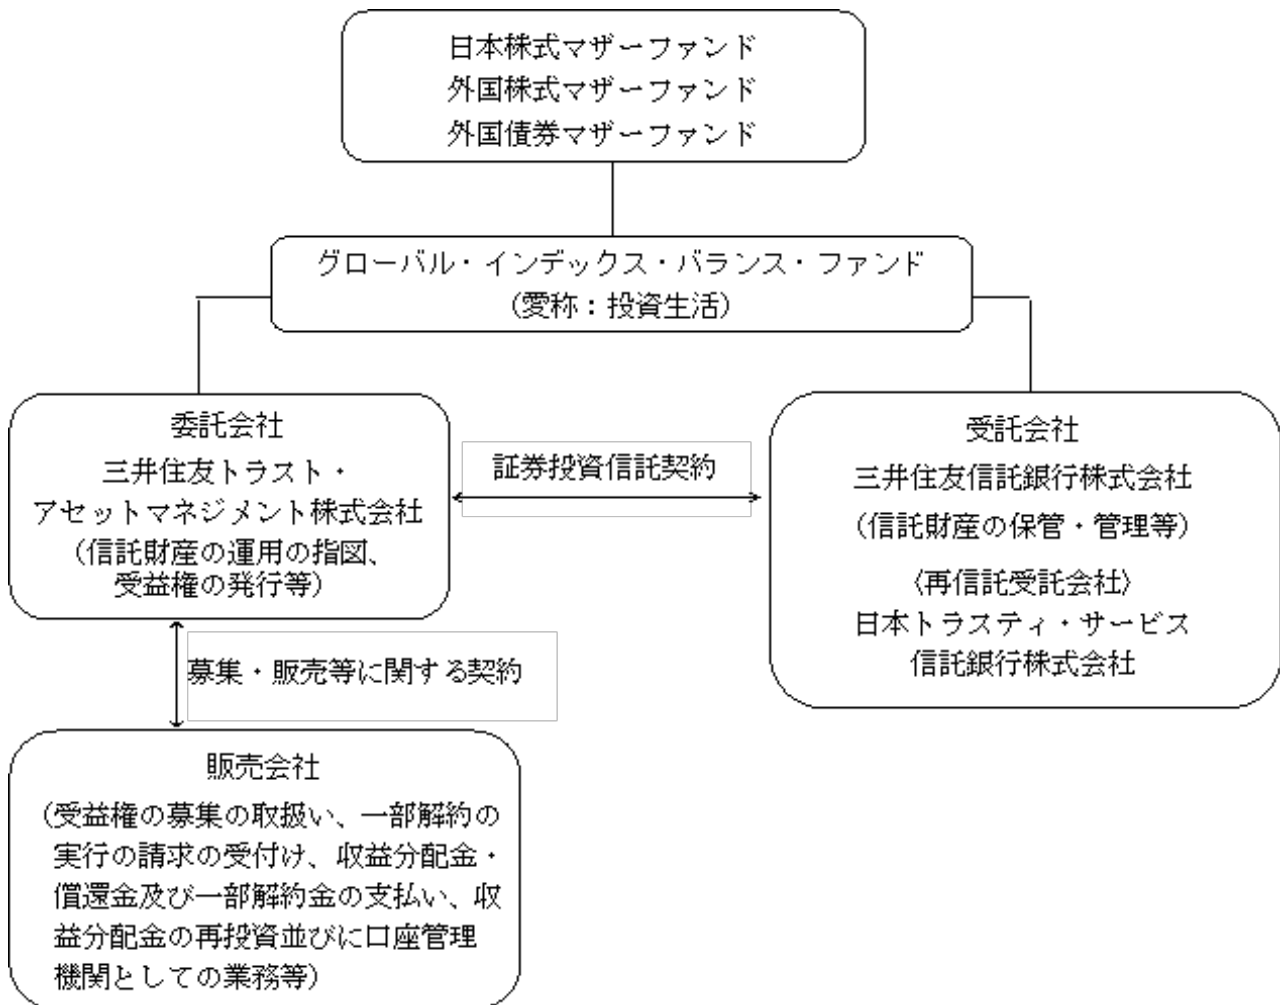 日本株式マザーファンド
外国株式マザーファンド
外国債券マザーファンド
グローバル・インデックス・バランス・ファンド
（愛称：投資生活）
委託会社
三井住友トラスト・
アセットマネジメント株式会社
（信託財産の運用の指図、
受益権の発行等）
証券投資信託契約
受託会社
三井住友信託銀行株式会社
（信託財産の保管・管理等）
〈再信託受託会社〉
日本トラスティ・サービス
信託銀行株式会社
募集・販売等に関する契約
販売会社
（受益権の募集の取扱い、一部解約の
実行の請求の受付け、収益分配金・
償還金及び一部解約金の支払い、収
益分配金の再投資並びに口座管理
機関としての業務等）